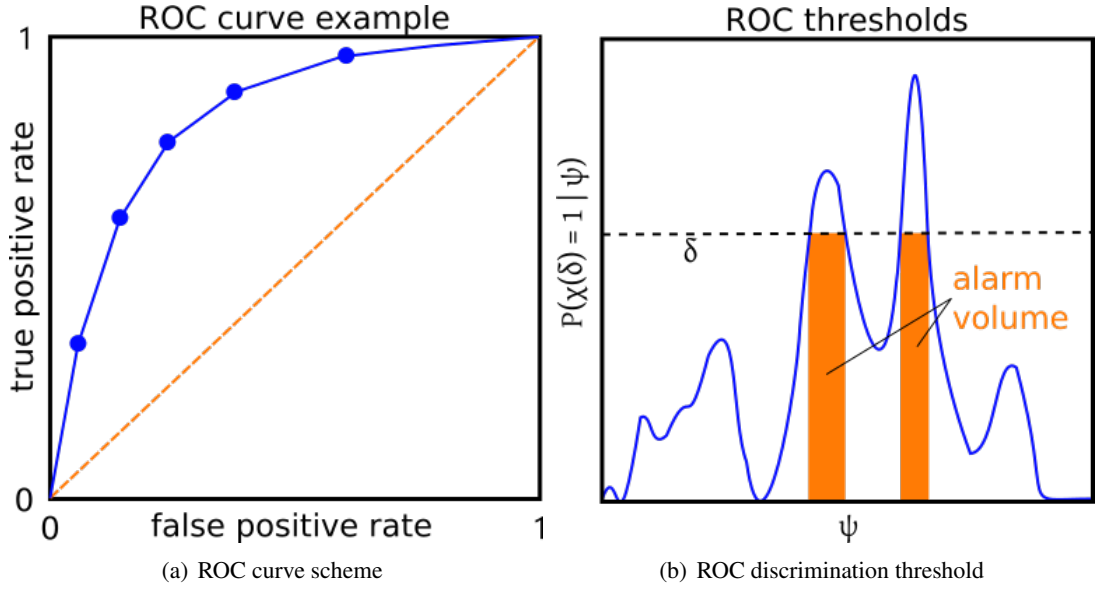 ROC curve example
1
true positive rate
0
0
false positive rate
1
(a) ROC curve scheme
ROC thresholds
P(χ(δ) = 1 | ψ)
δ
alarm
volume
ψ
(b) ROC discrimination threshold